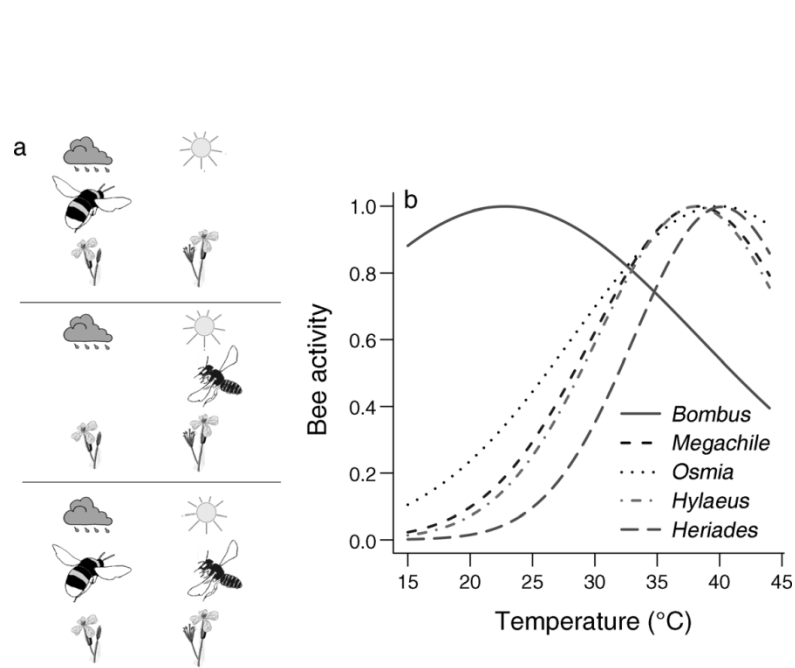 a
b
Bee activity
1.0
0.8
0.6
0.4
0.2
0.0
Bombus
Megachile
Osmia
Hylaeus
Heriades
15 20 25 30 35 40 45
Temperature (°C)